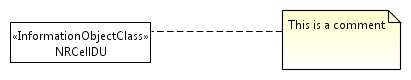 «InformationObjectClass»
NRCellDU
This is a comment